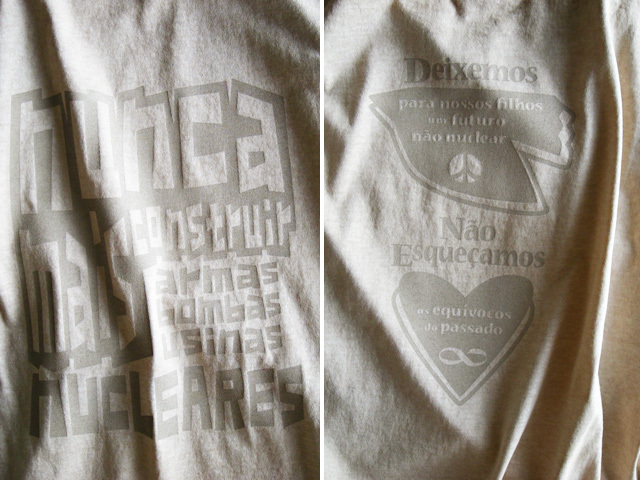 nunca
mais
construir
armas
bombas
usinas
NUCLEARES
Deixemos
para nossos filhos
um futuro
não nuclear
Não
Esqueçamos
os equívocos
do passado